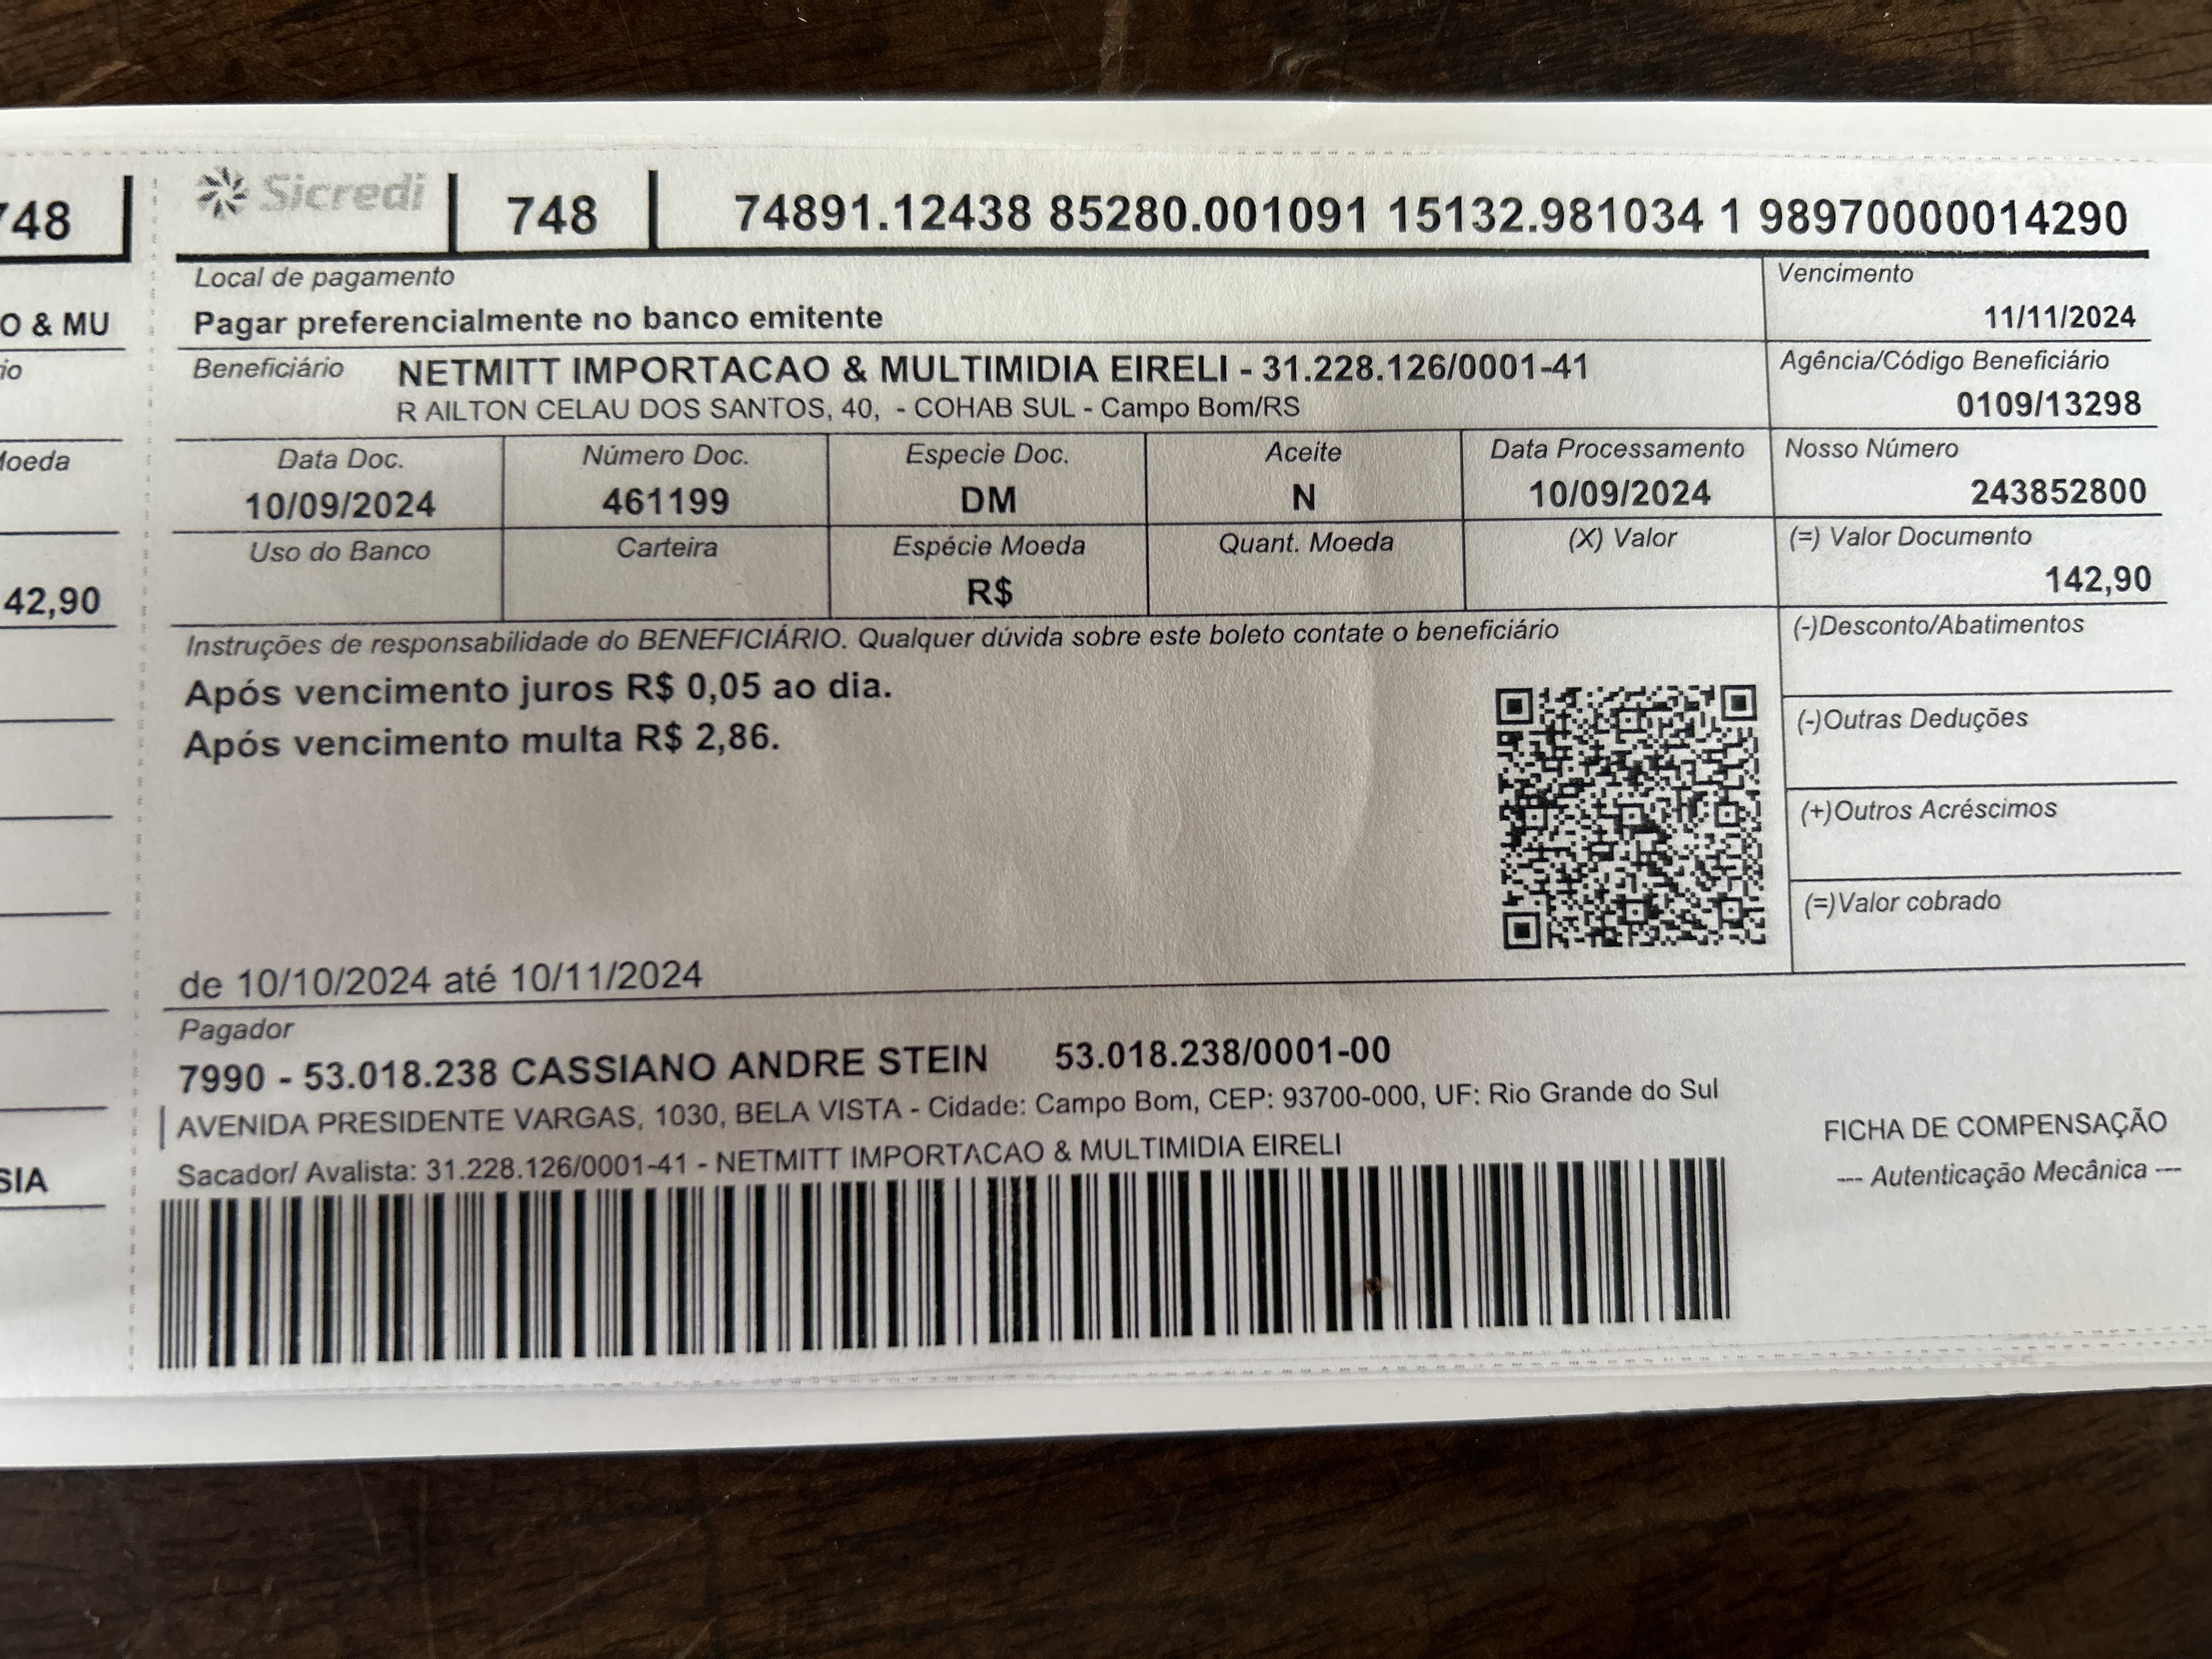 748
Sicredi
748
74891.12438 85280.001091 15132.981034 1 98970000014290
Local de pagamento
Pagar preferencialmente no banco emitente
Vencimento
11/11/2024
O & MU
io
Beneficiário NETMITT IMPORTACAO & MULTIMIDIA EIRELI - 31.228.126/0001-41
R AILTON CELAU DOS SANTOS, 40, - COHAB SUL - Campo Bom/RS
Agência/Código Beneficiário
0109/13298
Moeda
Data Doc. Número Doc. Especie Doc. Aceite Data Processamento Nosso Número
10/09/2024 461199 DM N 10/09/2024 243852800
Uso do Banco Carteira Espécie Moeda Quant. Moeda (X) Valor (=) Valor Documento
42,90
R$ 142,90
Instruções de responsabilidade do BENEFICIÁRIO. Qualquer dúvida sobre este boleto contate o beneficiário
(-)Desconto/Abatimentos
Após vencimento juros R$ 0,05 ao dia.
Após vencimento multa R$ 2,86.
(-)Outras Deduções
(+)Outros Acréscimos
(=)Valor cobrado
de 10/10/2024 até 10/11/2024
Pagador
7990 - 53.018.238 CASSIANO ANDRE STEIN 53.018.238/0001-00
AVENIDA PRESIDENTE VARGAS, 1030, BELA VISTA - Cidade: Campo Bom, CEP: 93700-000, UF: Rio Grande do Sul
Sacador/ Avalista: 31.228.126/0001-41 - NETMITT IMPORTACAO & MULTIMIDIA EIRELI
FICHA DE COMPENSAÇÃO
--- Autenticação Mecânica ---
SIA